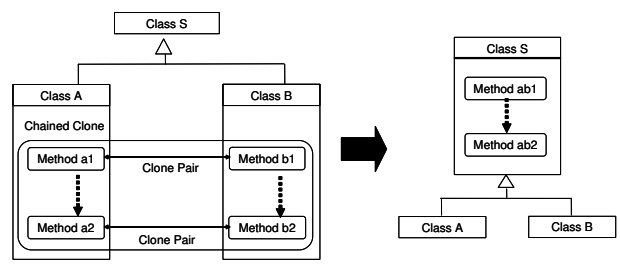 Class S
Class A
Class B
Chained Clone
Method a1
Method b1
Clone Pair
Method a2
Method b2
Clone Pair
Class S
Method ab1
Method ab2
Class A
Class B